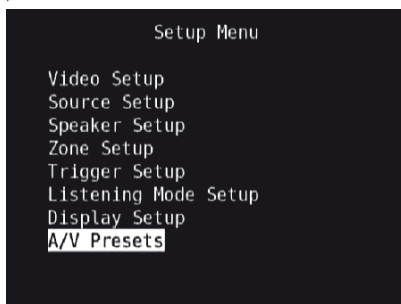 Setup Menu
Video Setup
Source Setup
Speaker Setup
Zone Setup
Trigger Setup
Listening Mode Setup
Display Setup
A/V Presets